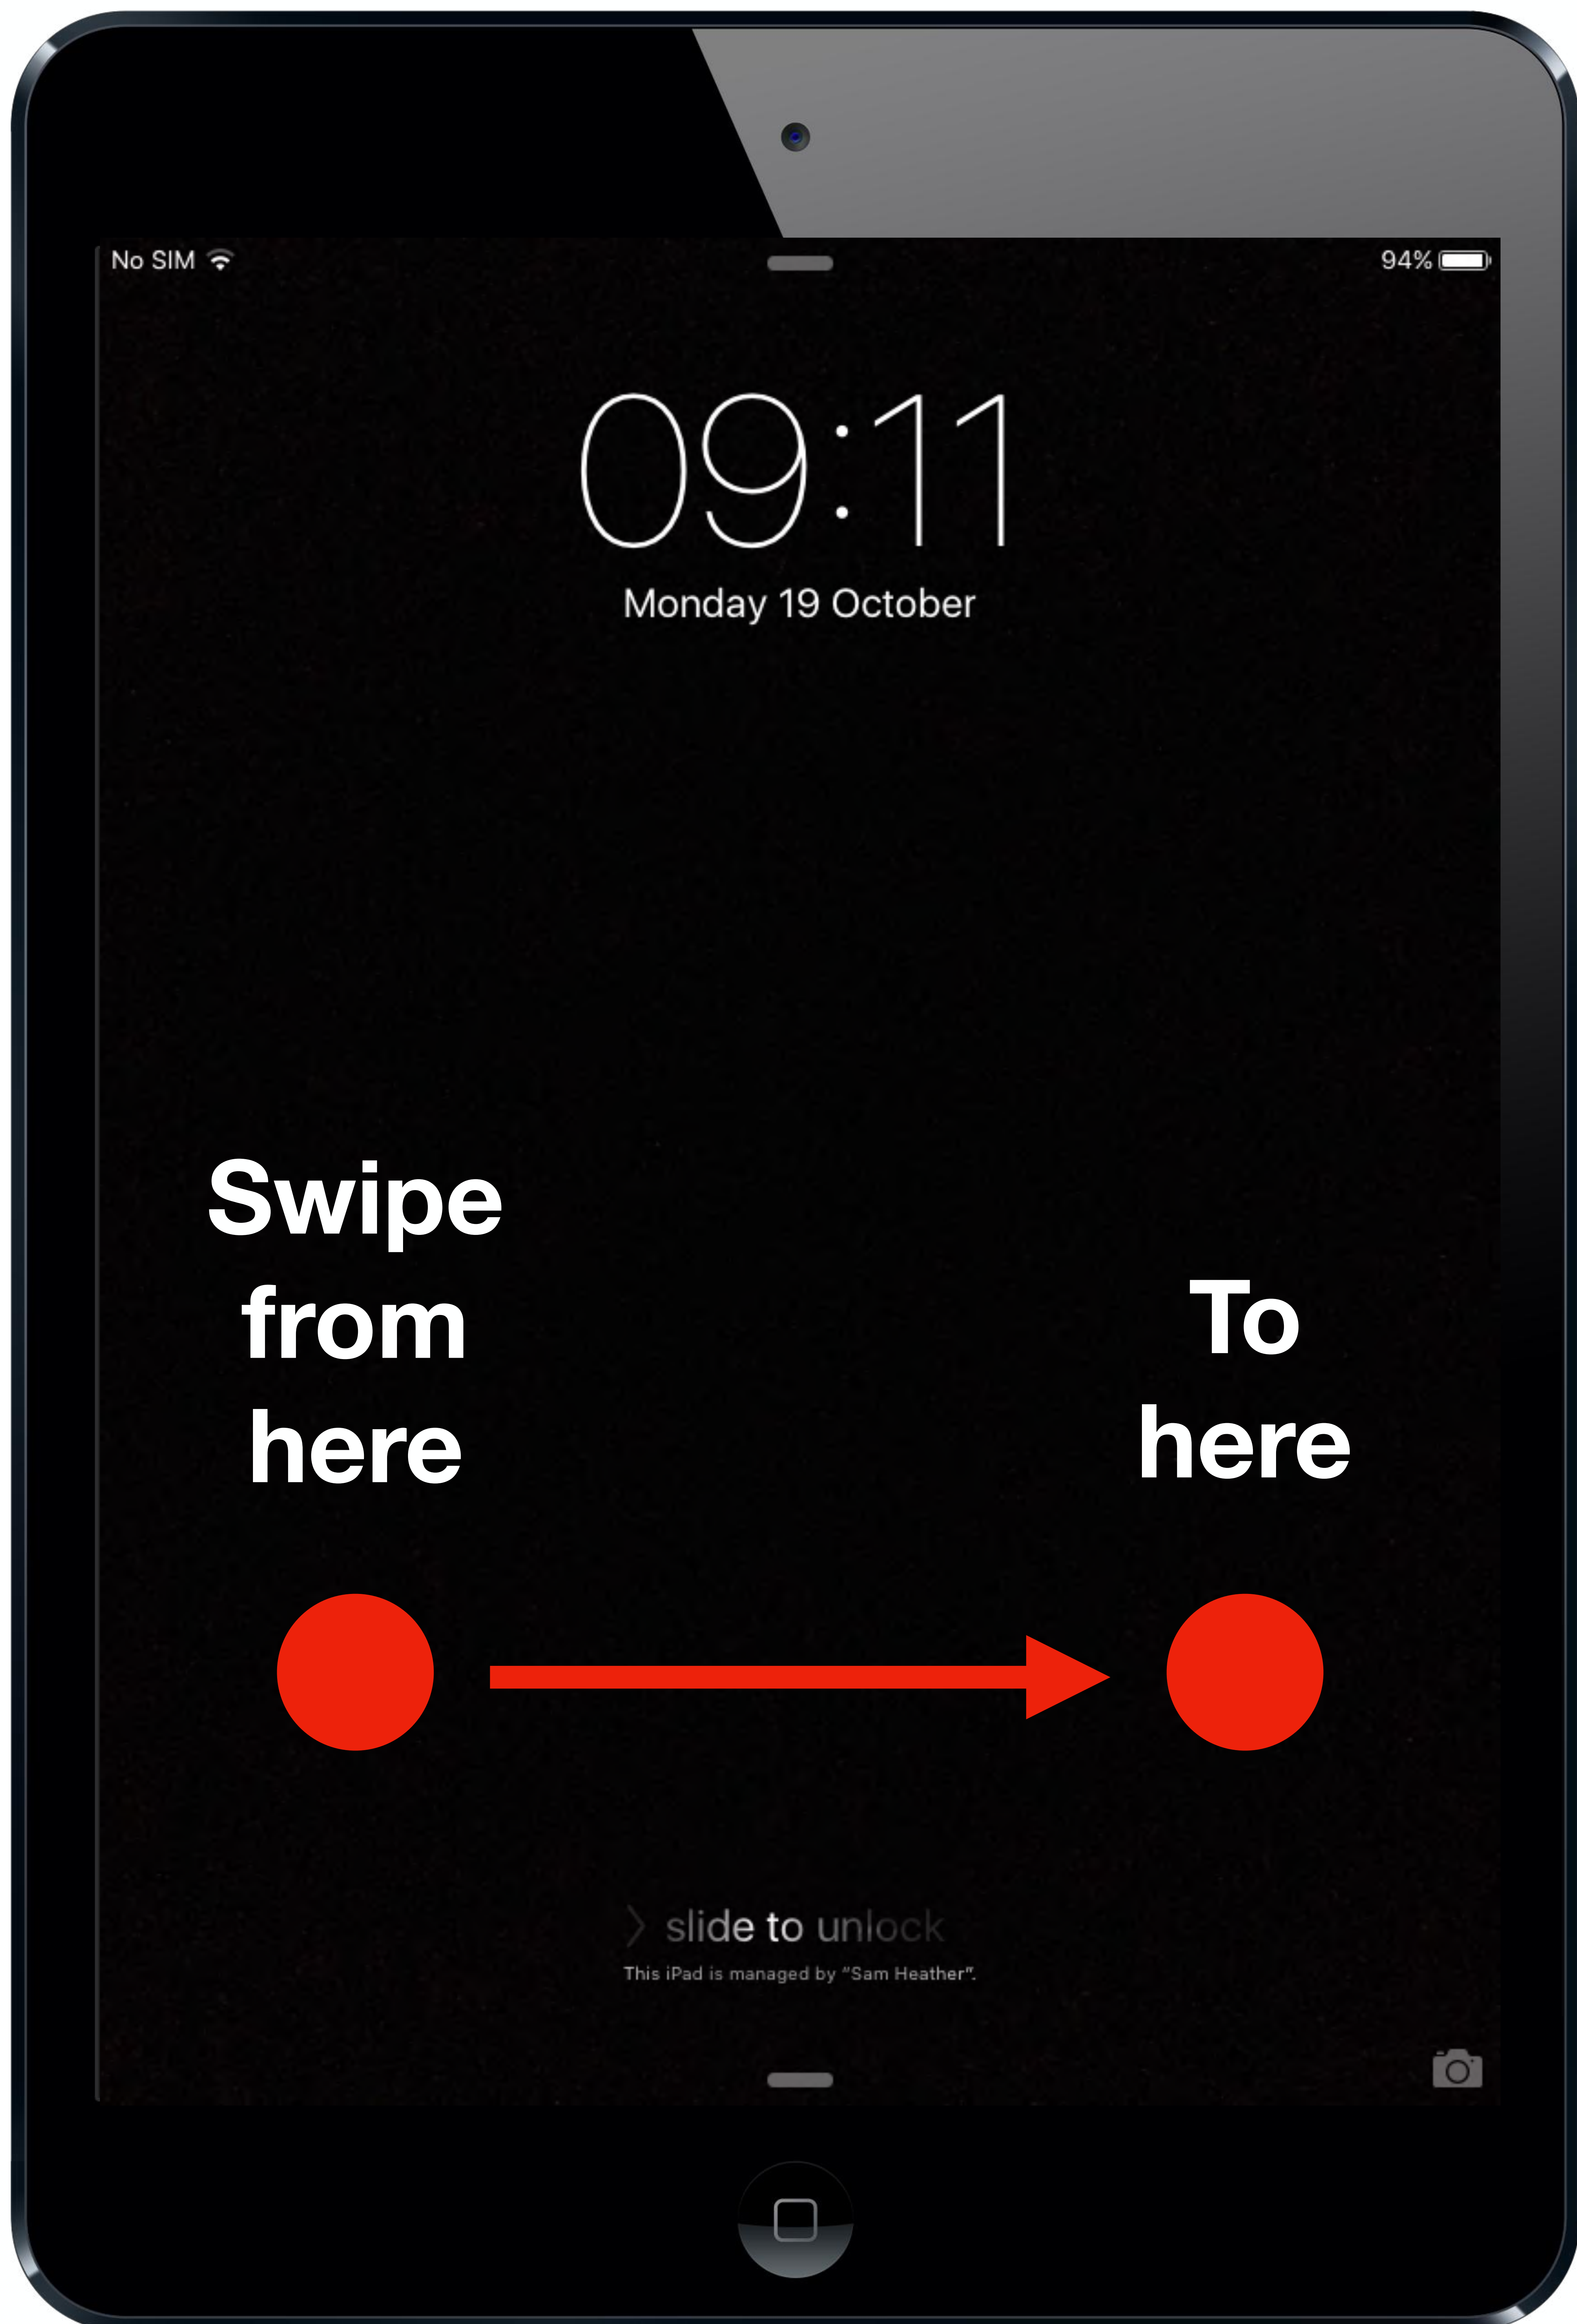 No SIM
94%
09:11
Monday 19 October
Swipe
from
here
To
here
slide to unlock
This iPad is managed by “Sam Heather”.